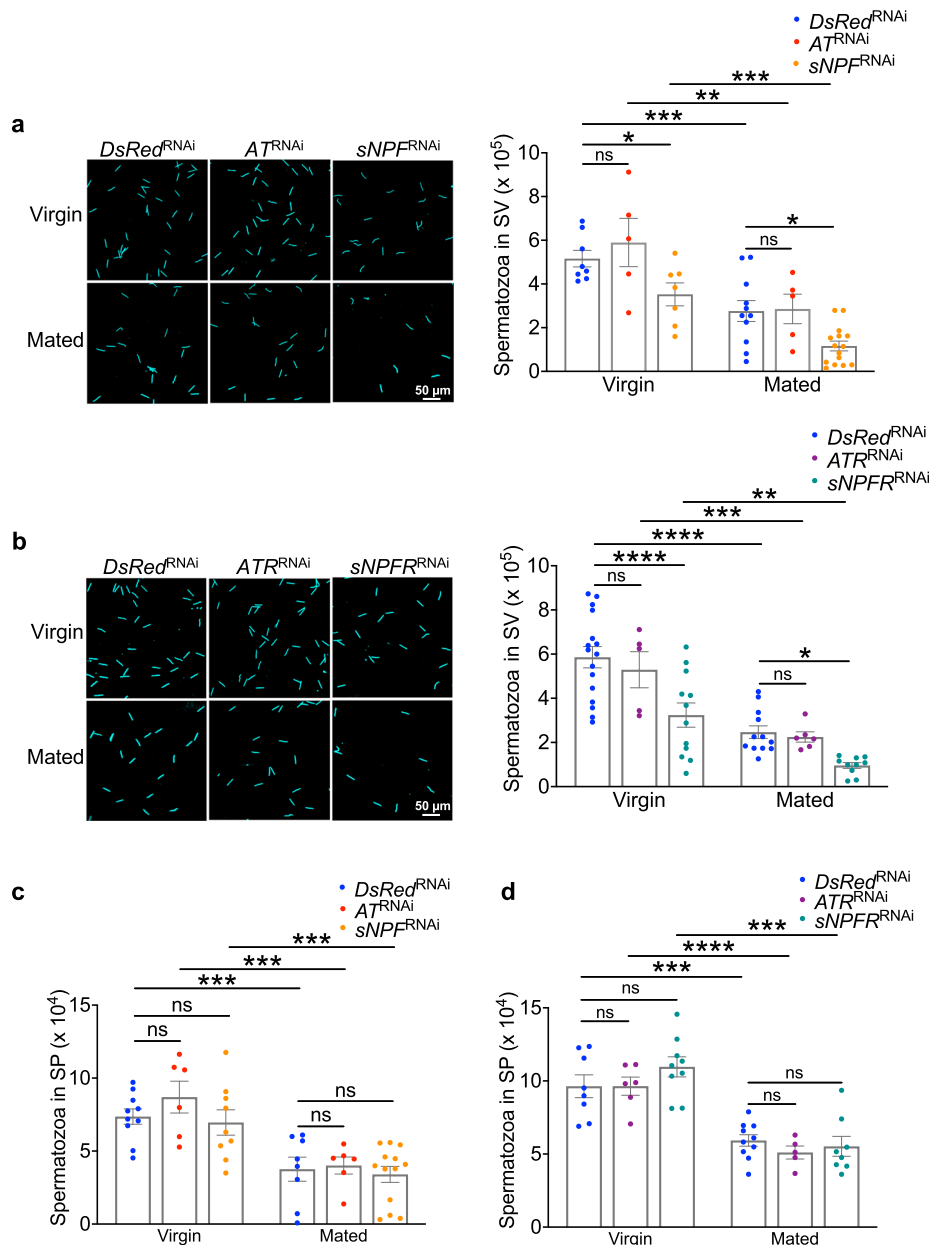 a
DsRedRNAi
ATRNAi
sNPFRNAi
DsRedRNAi ATRNAi sNPFRNAi
Virgin
Mated
50 µm
***
**
***
*
ns
*
ns
Spermatozoa in SV (x 10⁵)
10
8
6
4
2
0
Virgin Mated
b
DsRedRNAi
ATRRNAi
sNPFRRNAi
DsRedRNAi ATRRNAi sNPFRRNAi
Virgin
Mated
50 µm
**
***
****
****
ns
*
ns
Spermatozoa in SV (x 10⁵)
10
8
6
4
2
0
Virgin Mated
c
DsRedRNAi
ATRNAi
sNPFRNAi
***
***
***
ns
ns
ns
ns
Spermatozoa in SP (x 10⁴)
15
10
5
0
Virgin Mated
d
DsRedRNAi
ATRRNAi
sNPFRRNAi
***
****
***
ns
ns
ns
ns
Spermatozoa in SP (x 10⁴)
15
10
5
0
Virgin Mated